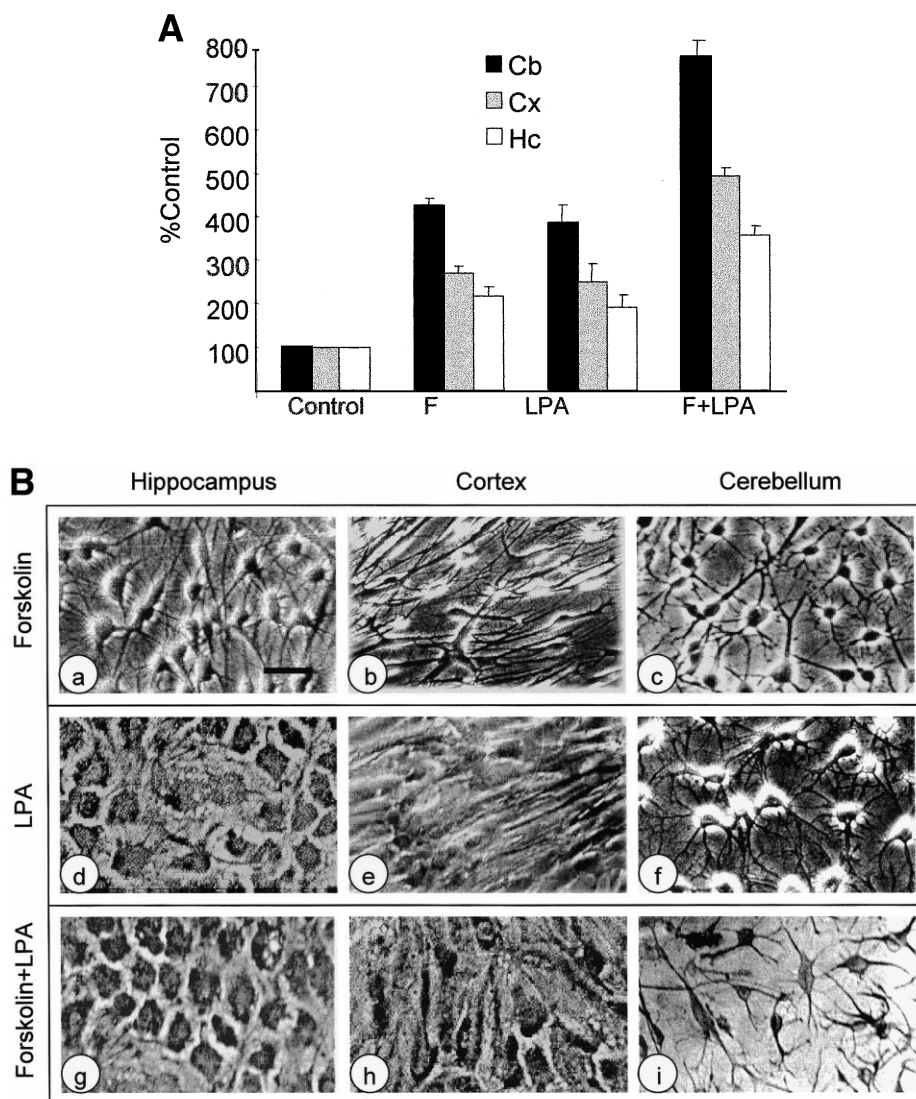 A
800
700
600
500
400
300
200
100
%Control
Cb
Cx
Hc
Control F LPA F+LPA
B
Hippocampus Cortex Cerebellum
Forskolin
a b c
LPA
d e f
Forskolin+LPA
g h i